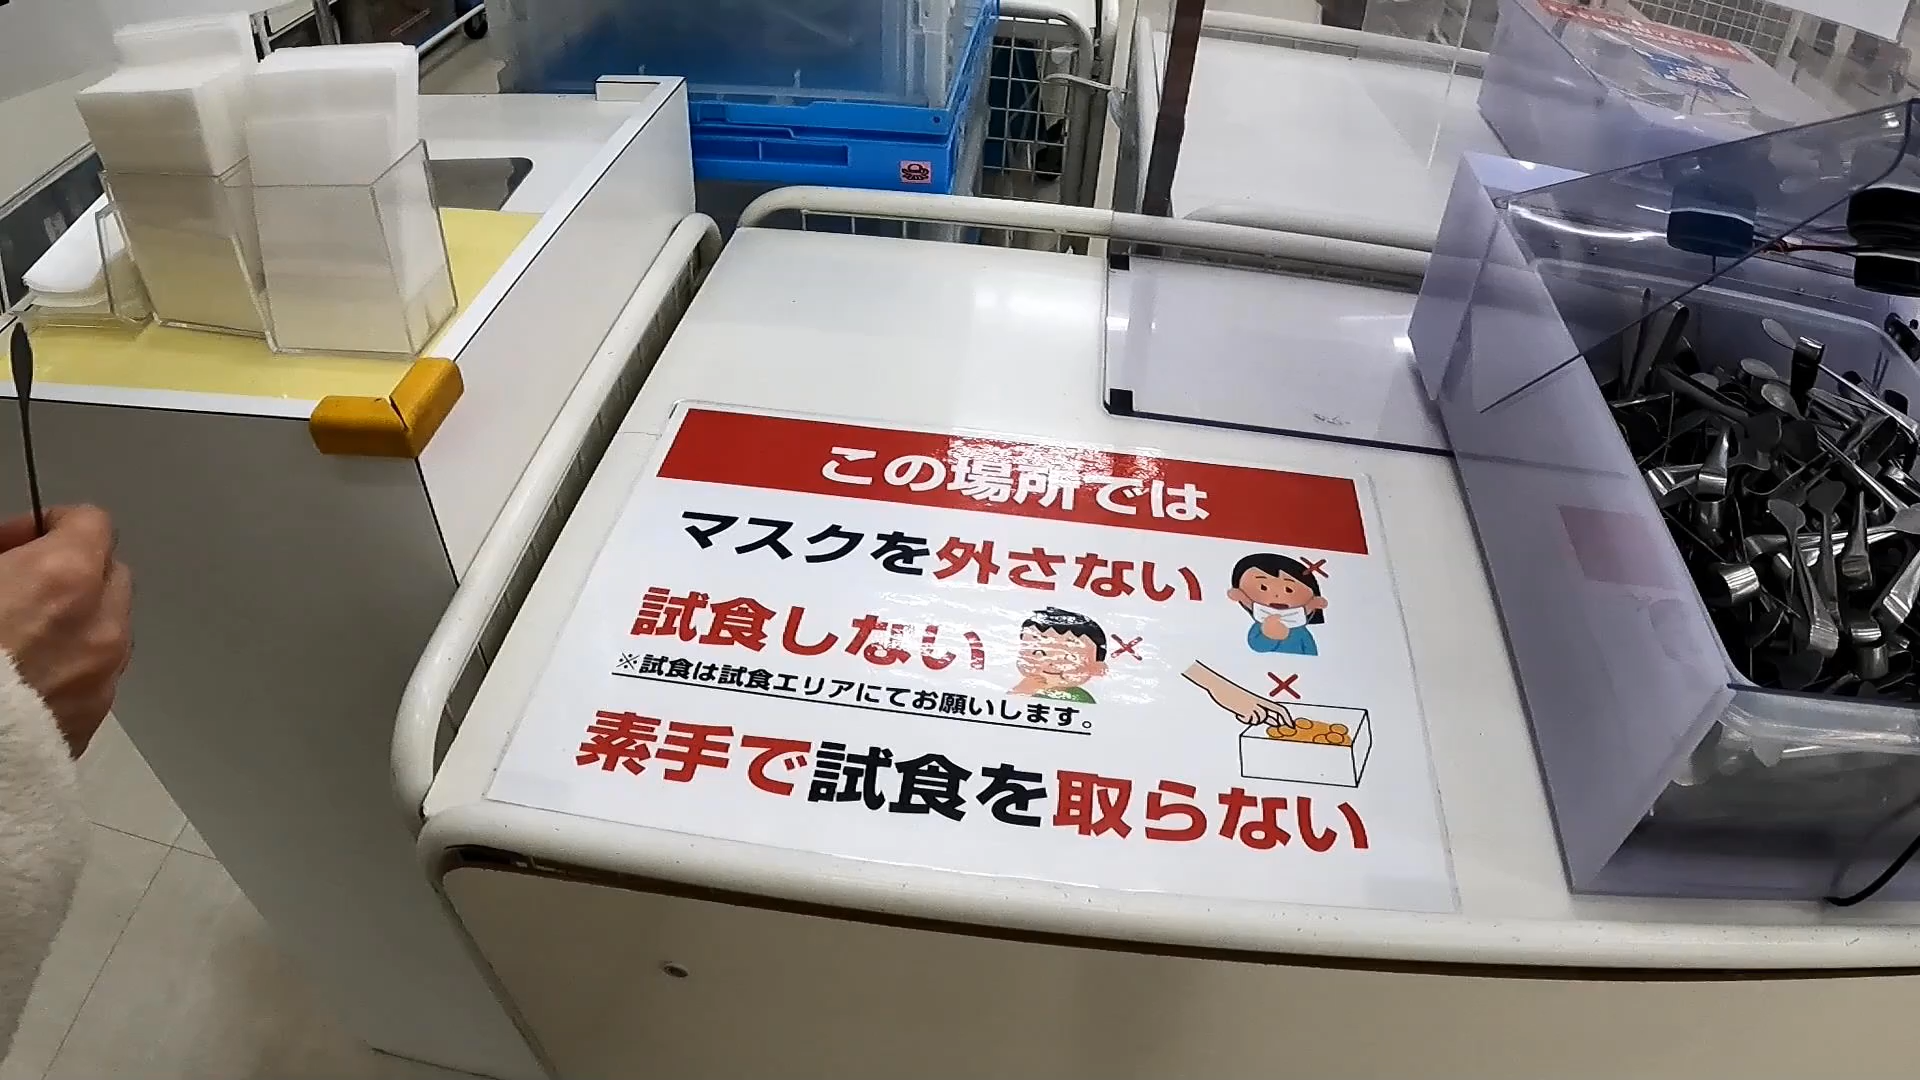 この場所では
マスクを外さない
試食しない
※試食は試食エリアにてお願いします。
素手で試食を取らない